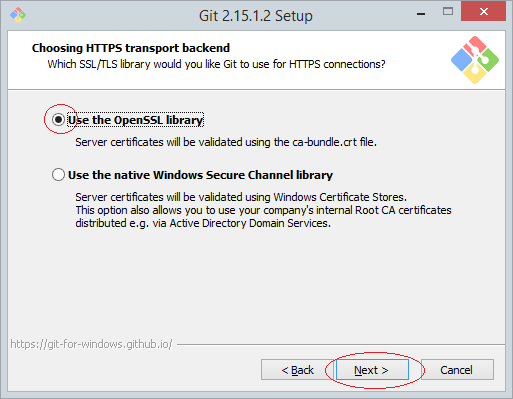 Git 2.15.1.2 Setup
Choosing HTTPS transport backend
Which SSL/TLS library would you like Git to use for HTTPS connections?
Use the OpenSSL library
Server certificates will be validated using the ca-bundle.crt file.
Use the native Windows Secure Channel library
Server certificates will be validated using Windows Certificate Stores.
This option also allows you to use your company's internal Root CA certificates
distributed e.g. via Active Directory Domain Services.
https://git-for-windows.github.io/
< Back Next > Cancel